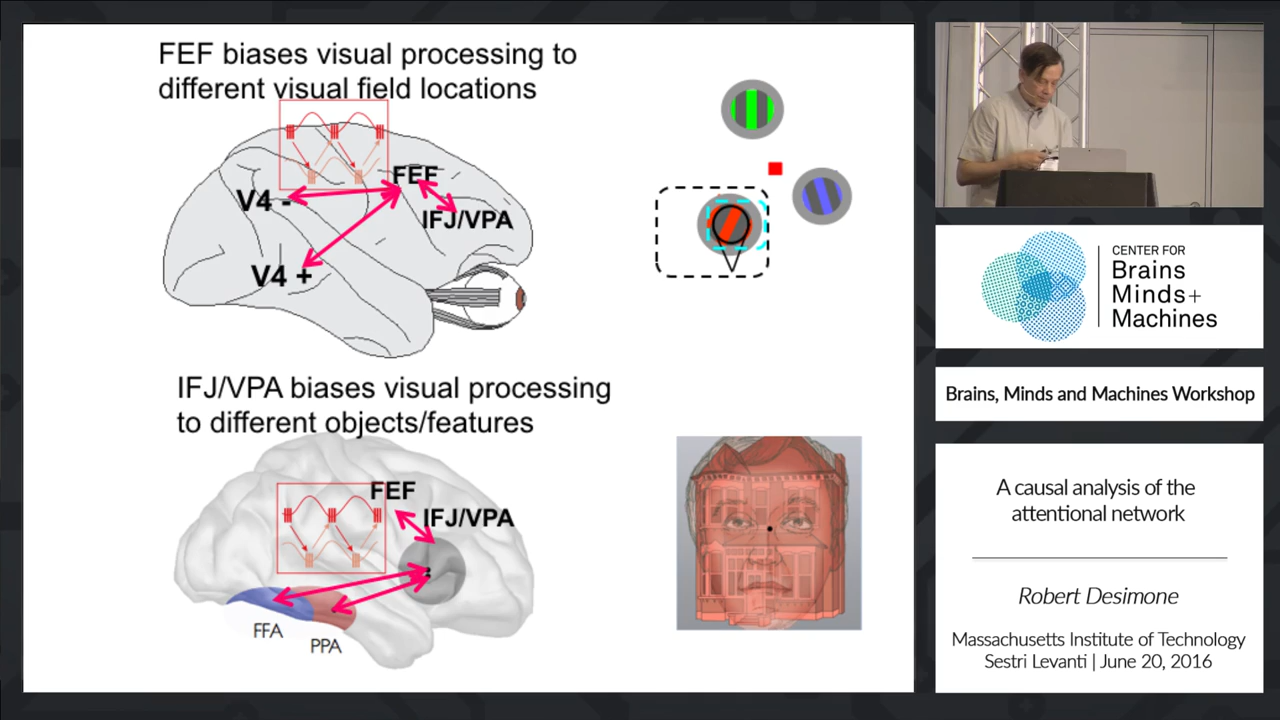 FEF biases visual processing to
different visual field locations
FEF
V4 -
IFJ/VPA
V4 +
IFJ/VPA biases visual processing
to different objects/features
FEF
IFJ/VPA
FFA
PPA
CENTER FOR
Brains
Minds+
Machines
Brains, Minds and Machines Workshop
A causal analysis of the
attentional network
Robert Desimone
Massachusetts Institute of Technology
Sestri Levanti | June 20, 2016